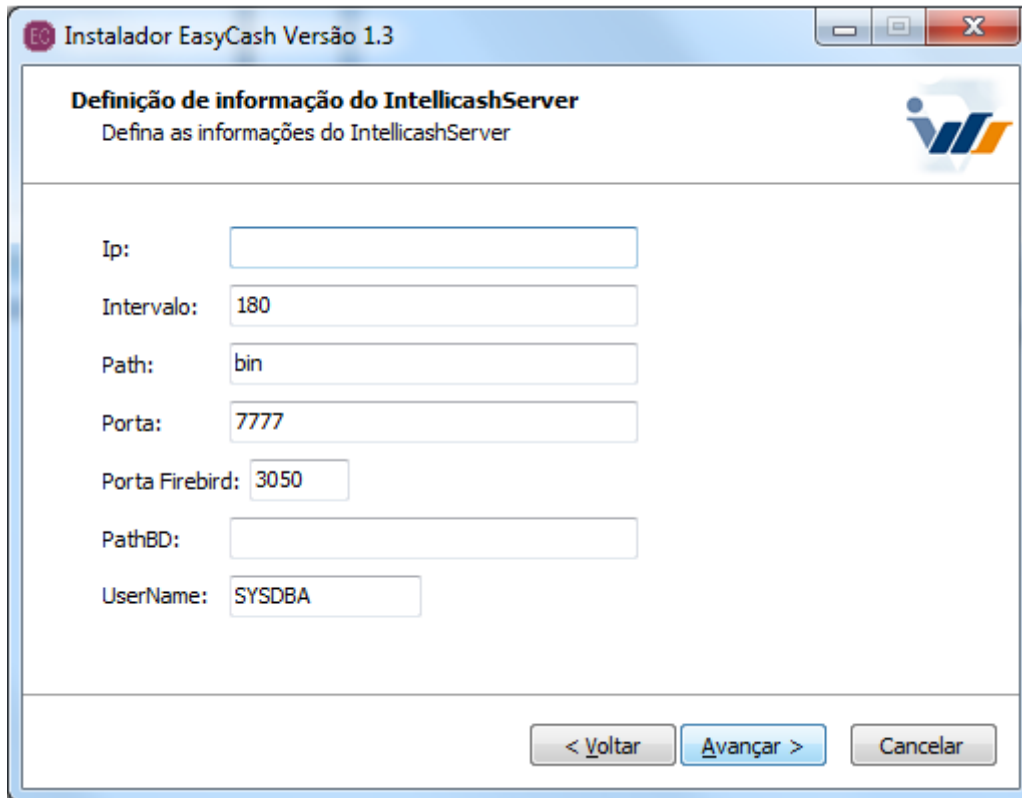 EC Instalador EasyCash Versão 1.3
Definição de informação do IntellicashServer
Defina as informações do IntellicashServer
Ip:
Intervalo: 180
Path: bin
Porta: 7777
Porta Firebird: 3050
PathBD:
UserName: SYSDBA
< Voltar Avançar > Cancelar